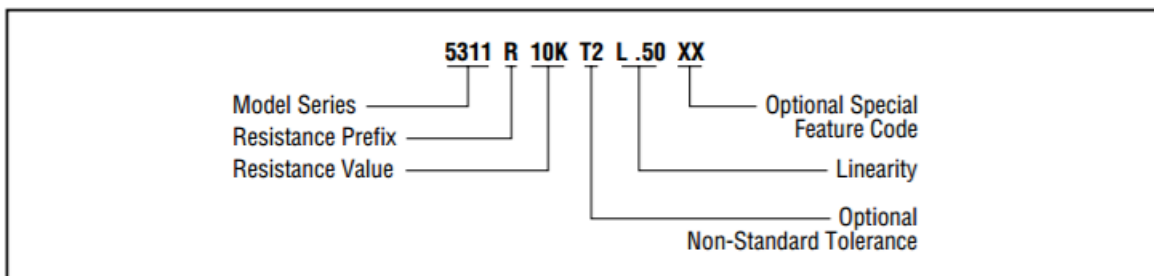 5311 R 10K T2 L .50 XX
Model Series
Resistance Prefix
Resistance Value
Optional Special
Feature Code
Linearity
Optional
Non-Standard Tolerance